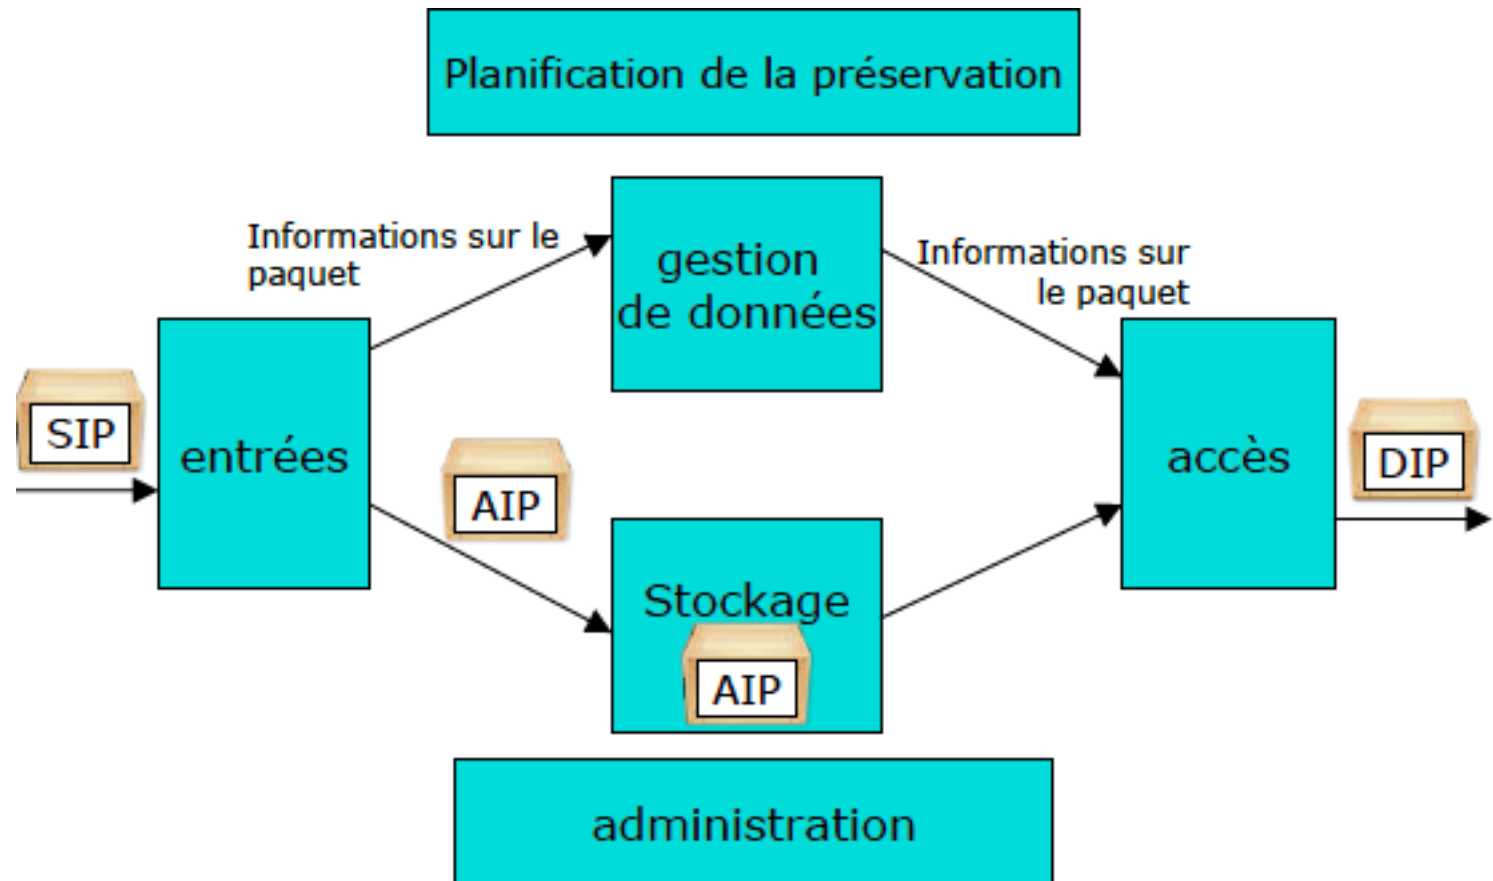 Planification de la préservation
Informations sur le
paquet
gestion
de données
Informations sur
le paquet
SIP
entrées
AIP
accès
DIP
Stockage
AIP
administration